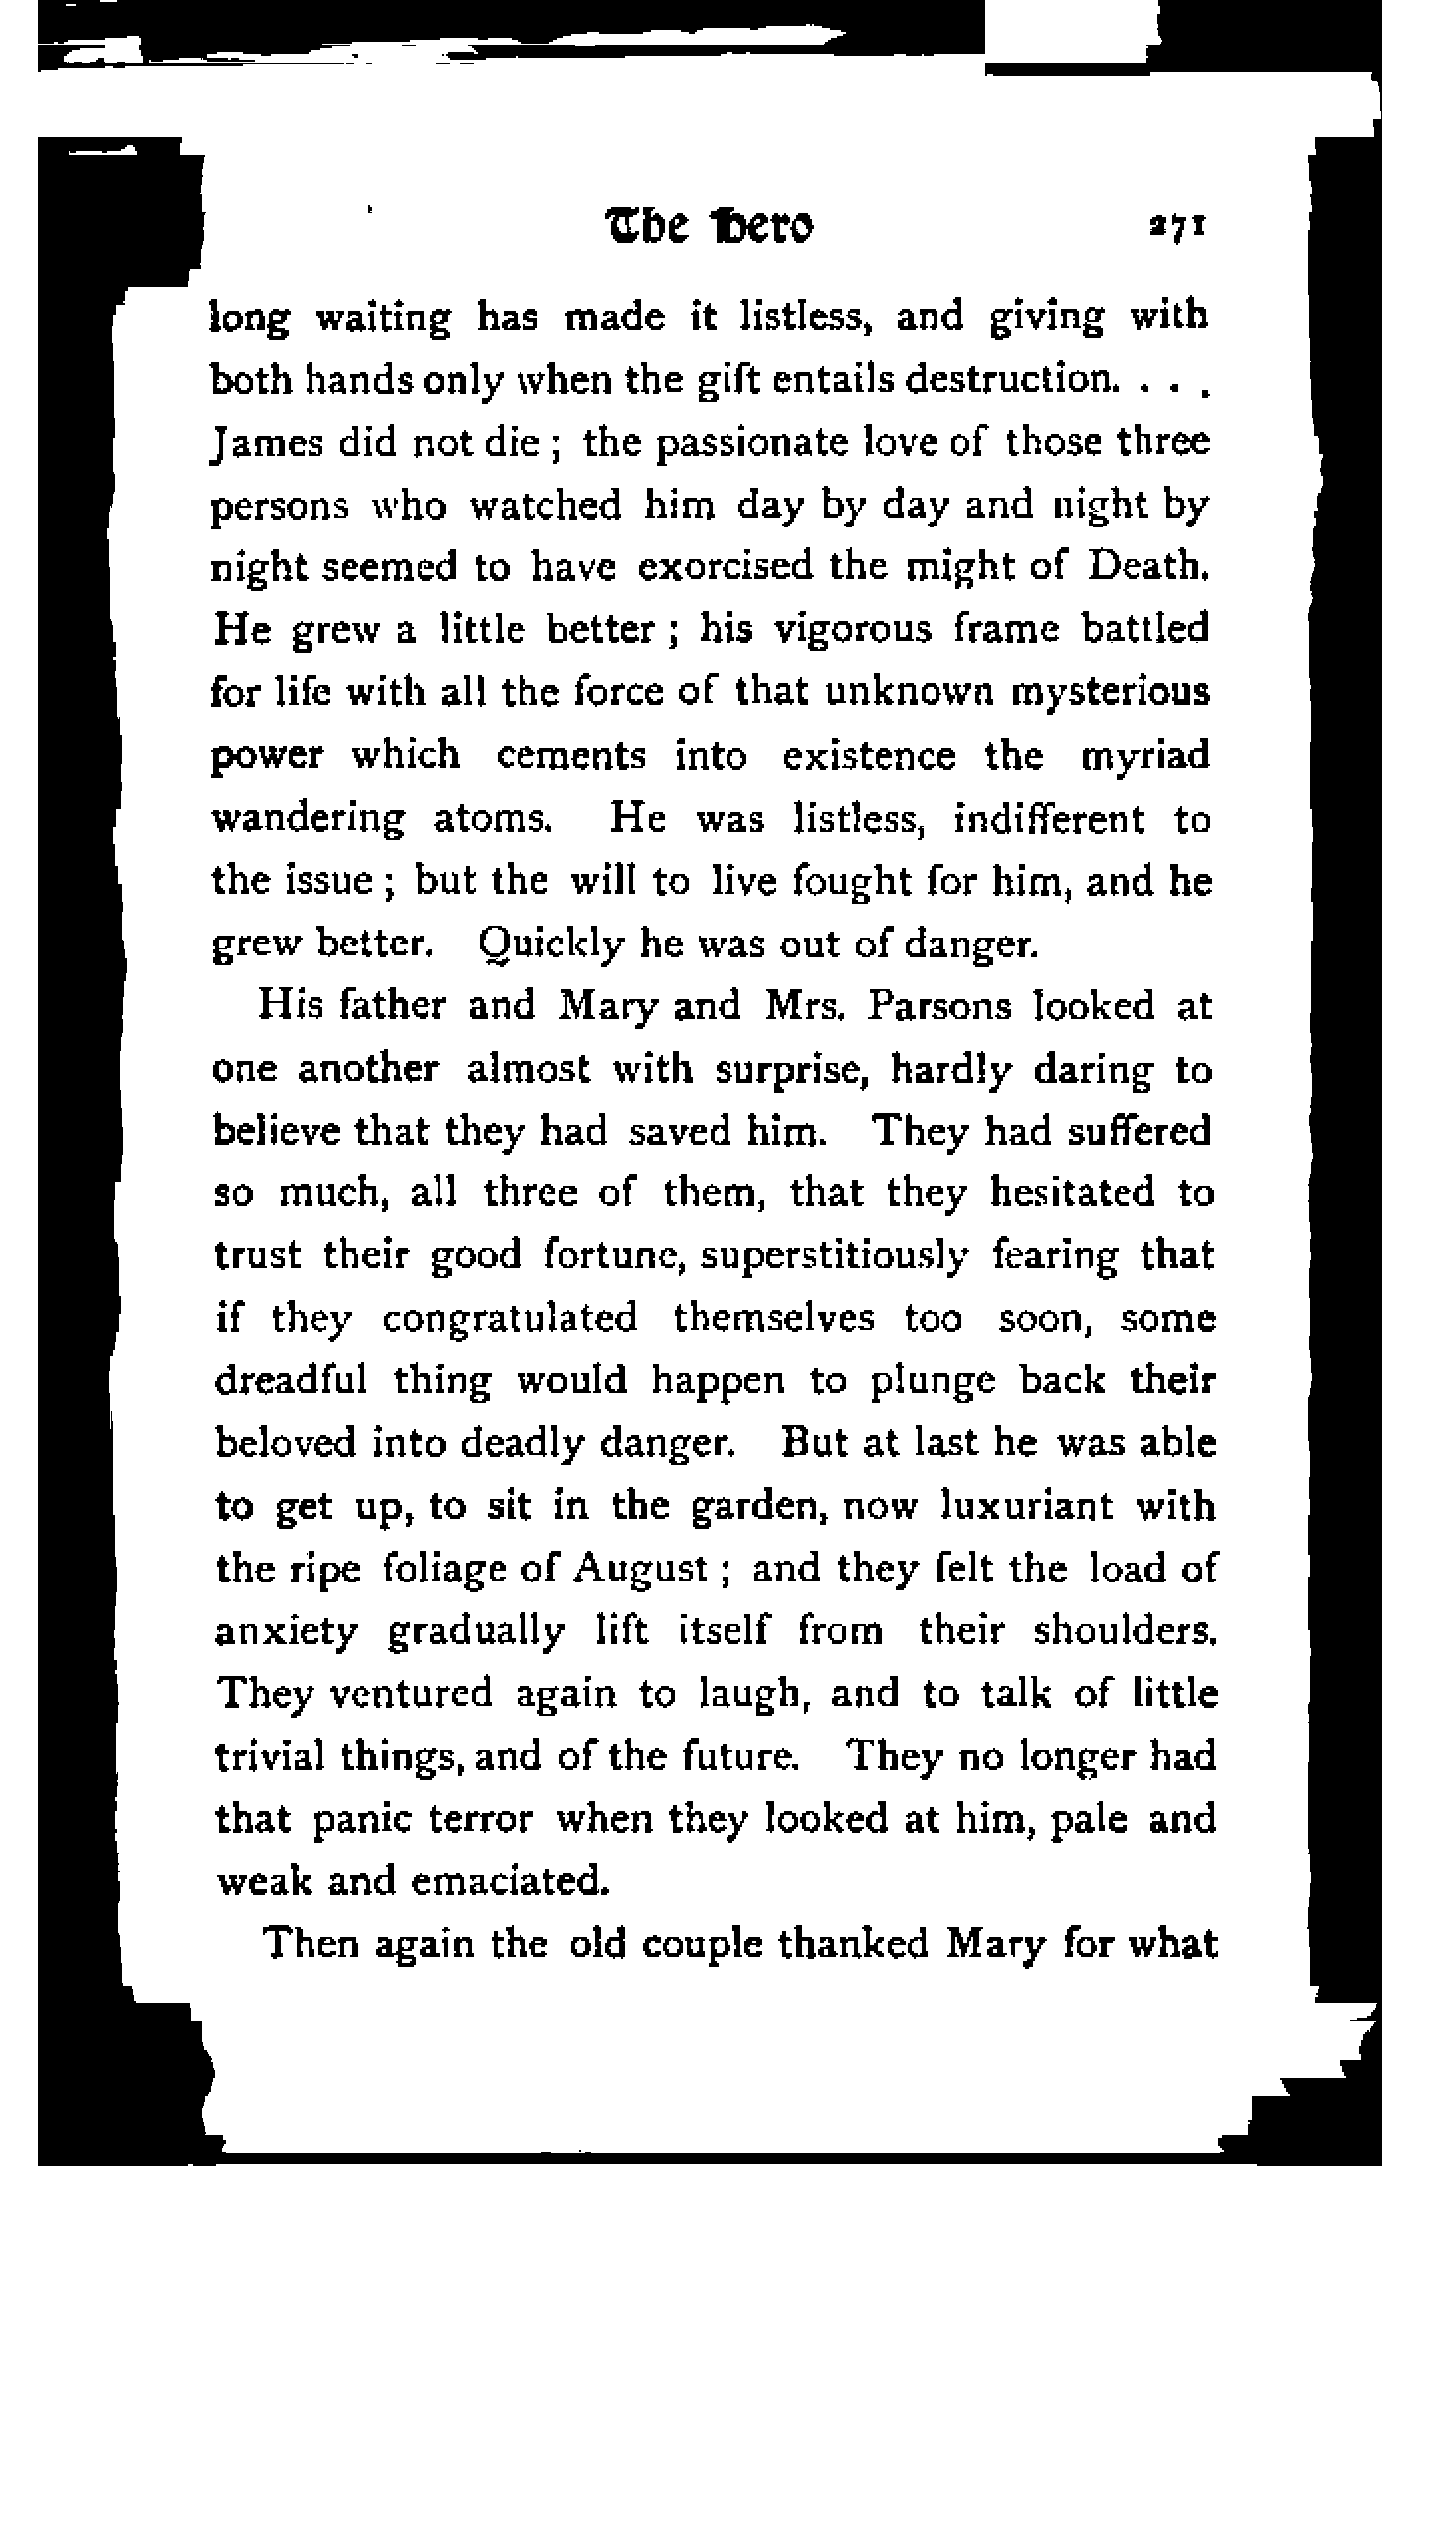 The Hero 271
long waiting has made it listless, and giving with
both hands only when the gift entails destruction. . . .
James did not die ; the passionate love of those three
persons who watched him day by day and night by
night seemed to have exorcised the might of Death.
He grew a little better ; his vigorous frame battled
for life with all the force of that unknown mysterious
power which cements into existence the myriad
wandering atoms. He was listless, indifferent to
the issue ; but the will to live fought for him, and he
grew better. Quickly he was out of danger.
His father and Mary and Mrs. Parsons looked at
one another almost with surprise, hardly daring to
believe that they had saved him. They had suffered
so much, all three of them, that they hesitated to
trust their good fortune, superstitiously fearing that
if they congratulated themselves too soon, some
dreadful thing would happen to plunge back their
beloved into deadly danger. But at last he was able
to get up, to sit in the garden, now luxuriant with
the ripe foliage of August ; and they felt the load of
anxiety gradually lift itself from their shoulders.
They ventured again to laugh, and to talk of little
trivial things, and of the future. They no longer had
that panic terror when they looked at him, pale and
weak and emaciated.
Then again the old couple thanked Mary for what